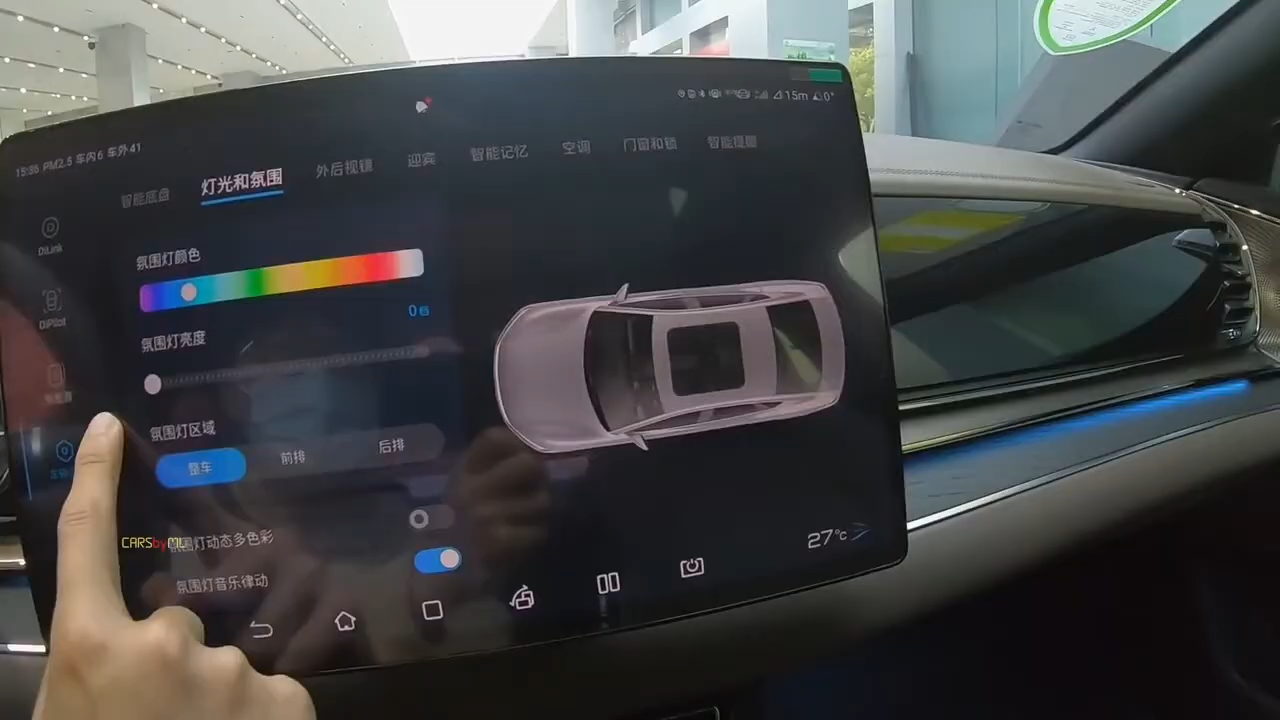 15:36 PM2.5 车内6 车外41
15m 0°
智能底盘 灯光和氛围 外后视镜 迎宾 智能记忆 空调 门窗和锁 智能提醒
DiLink
DiPilot
氛围灯颜色
氛围灯亮度
0档
氛围灯区域
整车 前排 后排
氛围灯动态多色彩
氛围灯音乐律动
27°C
CARSbyML